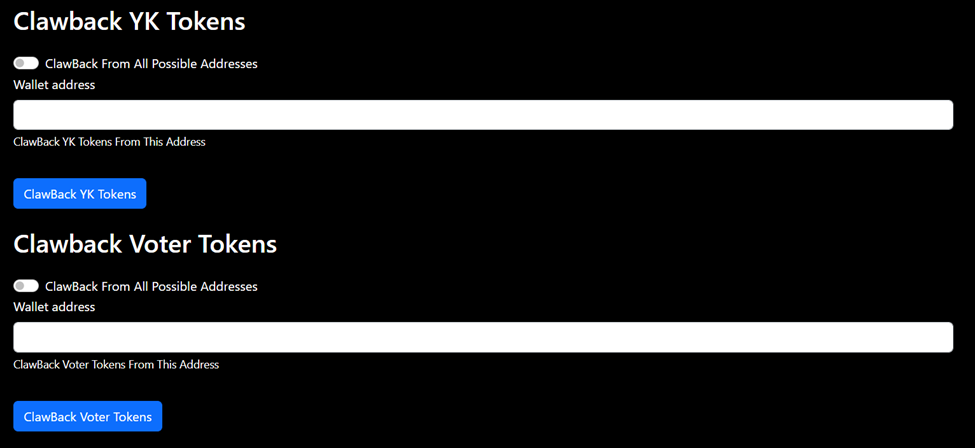 Clawback YK Tokens
ClawBack From All Possible Addresses
Wallet address
ClawBack YK Tokens From This Address
ClawBack YK Tokens
Clawback Voter Tokens
ClawBack From All Possible Addresses
Wallet address
ClawBack Voter Tokens From This Address
ClawBack Voter Tokens